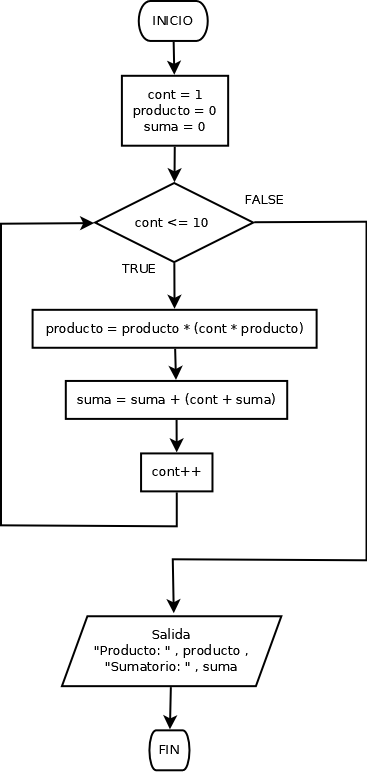 INICIO
cont = 1
producto = 0
suma = 0
cont <= 10
FALSE
TRUE
producto = producto * (cont * producto)
suma = suma + (cont + suma)
cont++
Salida
"Producto: " , producto ,
"Sumatorio: " , suma
FIN